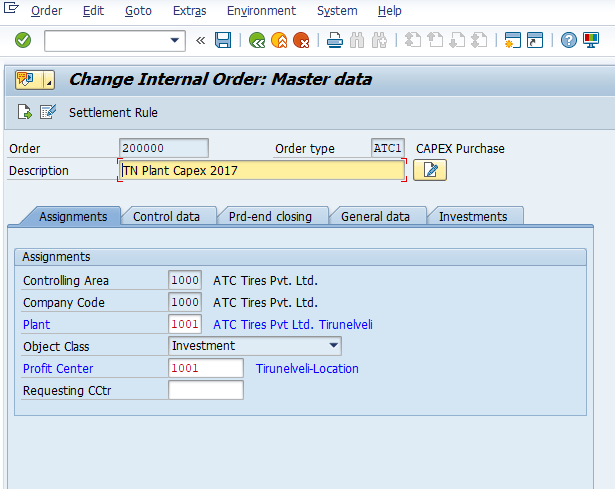 Order Edit Goto Extras Environment System Help
Change Internal Order: Master data
Settlement Rule
Order 200000 Order type ATC1 CAPEX Purchase
Description TN Plant Capex 2017
Assignments Control data Prd-end closing General data Investments
Assignments
Controlling Area 1000 ATC Tires Pvt. Ltd.
Company Code 1000 ATC Tires Pvt. Ltd.
Plant 1001 ATC Tires Pvt Ltd. Tirunelveli
Object Class Investment
Profit Center 1001 Tirunelveli-Location
Requesting CCtr